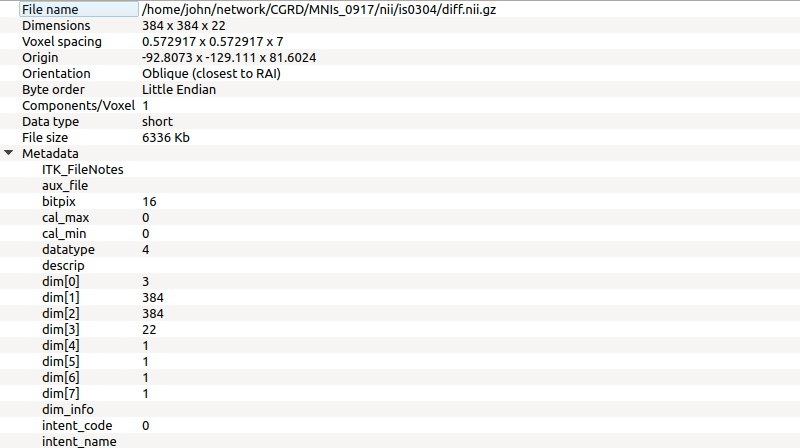 File name /home/john/network/CGRD/MNIs_0917/nii/is0304/diff.nii.gz
Dimensions 384 x 384 x 22
Voxel spacing 0.572917 x 0.572917 x 7
Origin -92.8073 x -129.111 x 81.6024
Orientation Oblique (closest to RAI)
Byte order Little Endian
Components/Voxel 1
Data type short
File size 6336 Kb
Metadata
ITK_FileNotes
aux_file
bitpix 16
cal_max 0
cal_min 0
datatype 4
descrip
dim[0] 3
dim[1] 384
dim[2] 384
dim[3] 22
dim[4] 1
dim[5] 1
dim[6] 1
dim[7] 1
dim_info
intent_code 0
intent_name